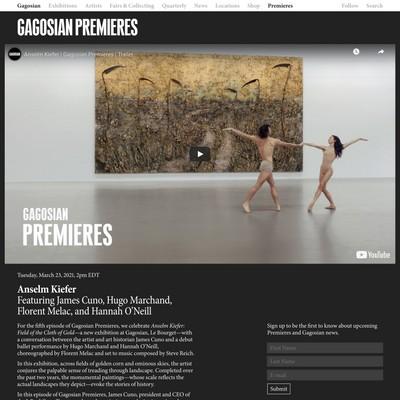 Gagosian Exhibitions Artists Fairs & Collecting Quarterly News Locations Shop Premieres Follow Search
GAGOSIAN PREMIERES
GAGOSIAN
Anselm Kiefer | Gagosian Premieres | Trailer
GAGOSIAN
PREMIERES
YouTube
Tuesday, March 23, 2021, 2pm EDT
Anselm Kiefer
Featuring James Cuno, Hugo Marchand,
Florent Melac, and Hannah O'Neill
For the fifth episode of Gagosian Premieres, we celebrate Anselm Kiefer:
Field of the Cloth of Gold—a new exhibition at Gagosian, Le Bourget—with
a conversation between the artist and art historian James Cuno and a debut
ballet performance by Hugo Marchand and Hannah O'Neill,
choreographed by Florent Melac and set to music composed by Steve Reich.
In this exhibition, across fields of golden corn and ominous skies, the artist
conjures the palpable sense of treading through landscape. Completed over
the past two years, the monumental paintings—whose scale reflects the
actual landscapes they depict—evoke the stories of history.
In this episode of Gagosian Premieres, James Cuno, president and CEO of
Sign up to be the first to know about upcoming
Premieres and Gagosian news.
First Name
Last Name
E-mail
Submit